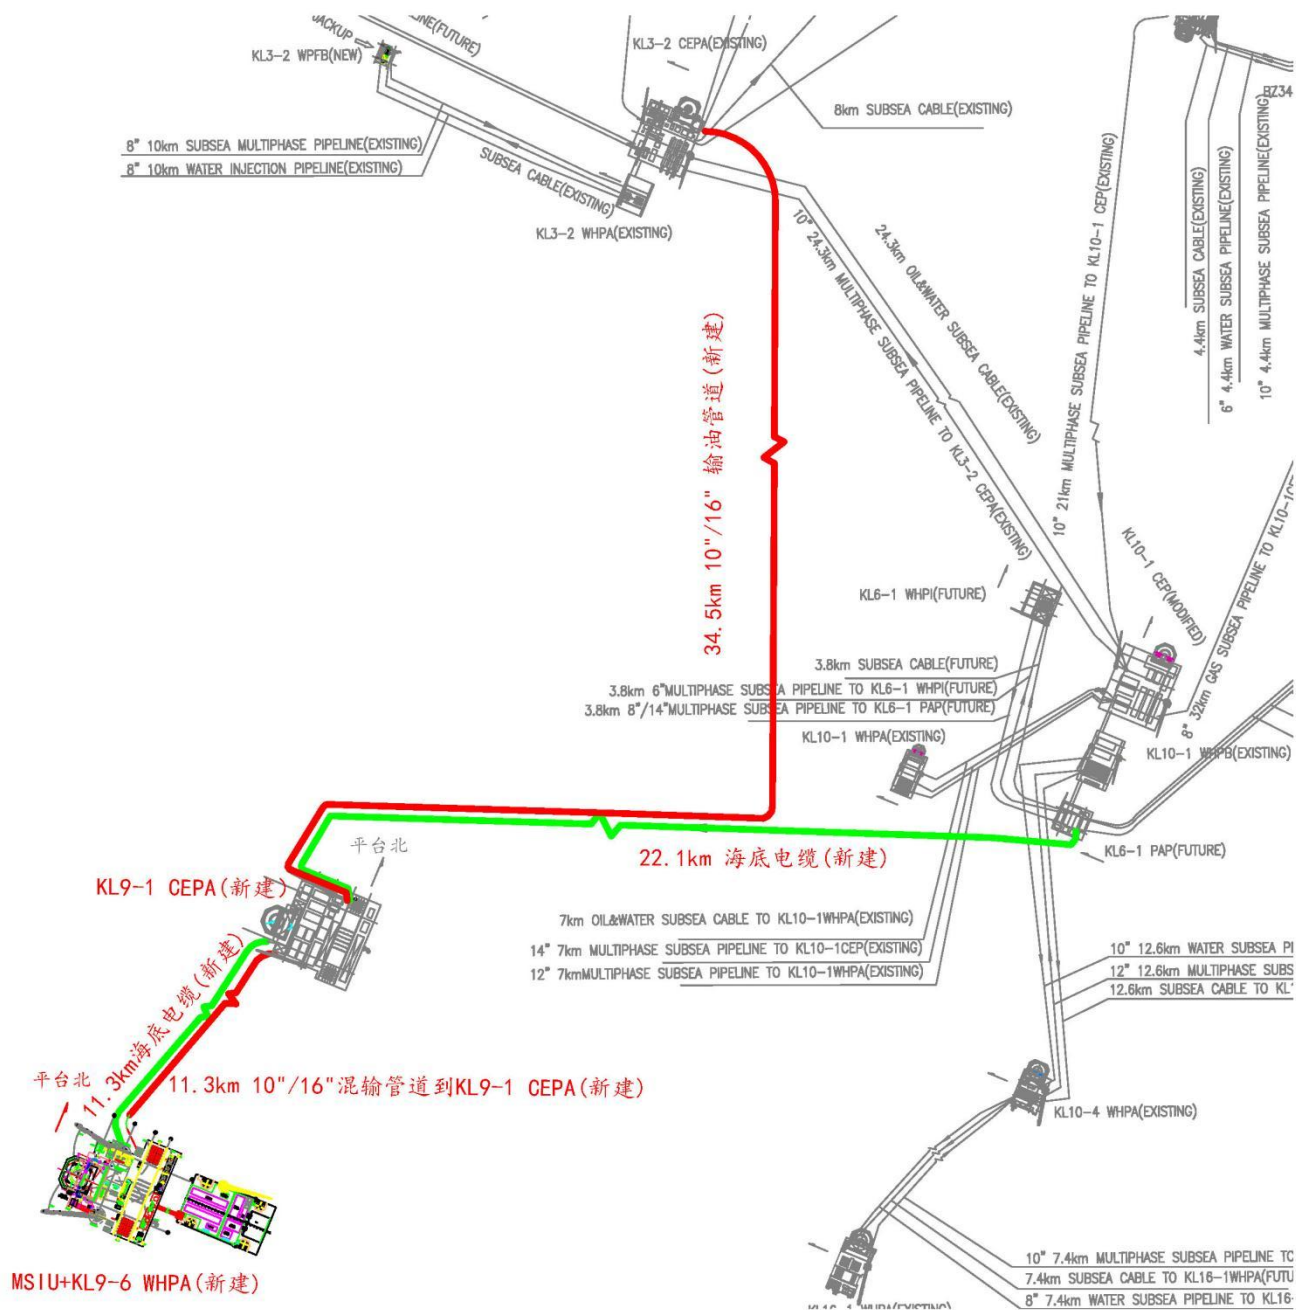 BACKUP
LINE(FUTURE)
KL3-2 WPFB(NEW)
KL3-2 CEPA(EXISTING)
8km SUBSEA CABLE(EXISTING)
BZ34
8" 10km SUBSEA MULTIPHASE PIPELINE(EXISTING)
8" 10km WATER INJECTION PIPELINE(EXISTING)
SUBSEA CABLE(EXISTING)
KL3-2 WHPA(EXISTING)
10" 24.3km MULTIPHASE SUBSEA PIPELINE TO KL3-2 CEPA(EXISTING)
24.3km OIL&WATER SUBSEA CABLE(EXISTING)
10" 21km MULTIPHASE SUBSEA PIPELINE TO KL10-1 CEP(EXISTING)
4.4km SUBSEA CABLE(EXISTING)
6" 4.4km WATER SUBSEA PIPELINE(EXISTING)
10" 4.4km MULTIPHASE SUBSEA PIPELINE(EXISTING)
34.5km 10"/16" 输油管道(新建)
KL10-1 CEP(MODIFIED)
8" 32km GAS SUBSEA PIPELINE TO KL10-1CE
KL6-1 WHPI(FUTURE)
3.8km SUBSEA CABLE(FUTURE)
3.8km 6"MULTIPHASE SUBSEA PIPELINE TO KL6-1 WHPI(FUTURE)
3.8km 8"/14"MULTIPHASE SUBSEA PIPELINE TO KL6-1 PAP(FUTURE)
KL10-1 WHPA(EXISTING)
KL10-1 WHPB(EXISTING)
KL6-1 PAP(FUTURE)
22.1km 海底电缆(新建)
平台北
KL9-1 CEPA(新建)
7km OIL&WATER SUBSEA CABLE TO KL10-1WHPA(EXISTING)
14" 7km MULTIPHASE SUBSEA PIPELINE TO KL10-1CEP(EXISTING)
12" 7kmMULTIPHASE SUBSEA PIPELINE TO KL10-1WHPA(EXISTING)
10" 12.6km WATER SUBSEA PI
12" 12.6km MULTIPHASE SUBS
12.6km SUBSEA CABLE TO KL
11.3km海底电缆(新建)
平台北
11.3km 10"/16"混输管道到KL9-1 CEPA(新建)
KL10-4 WHPA(EXISTING)
MSIU+KL9-6 WHPA(新建)
10" 7.4km MULTIPHASE SUBSEA PIPELINE TO
7.4km SUBSEA CABLE TO KL16-1WHPA(FUTU
8" 7.4km WATER SUBSEA PIPELINE TO KL16-
KL16-1 WHPA(EXISTING)